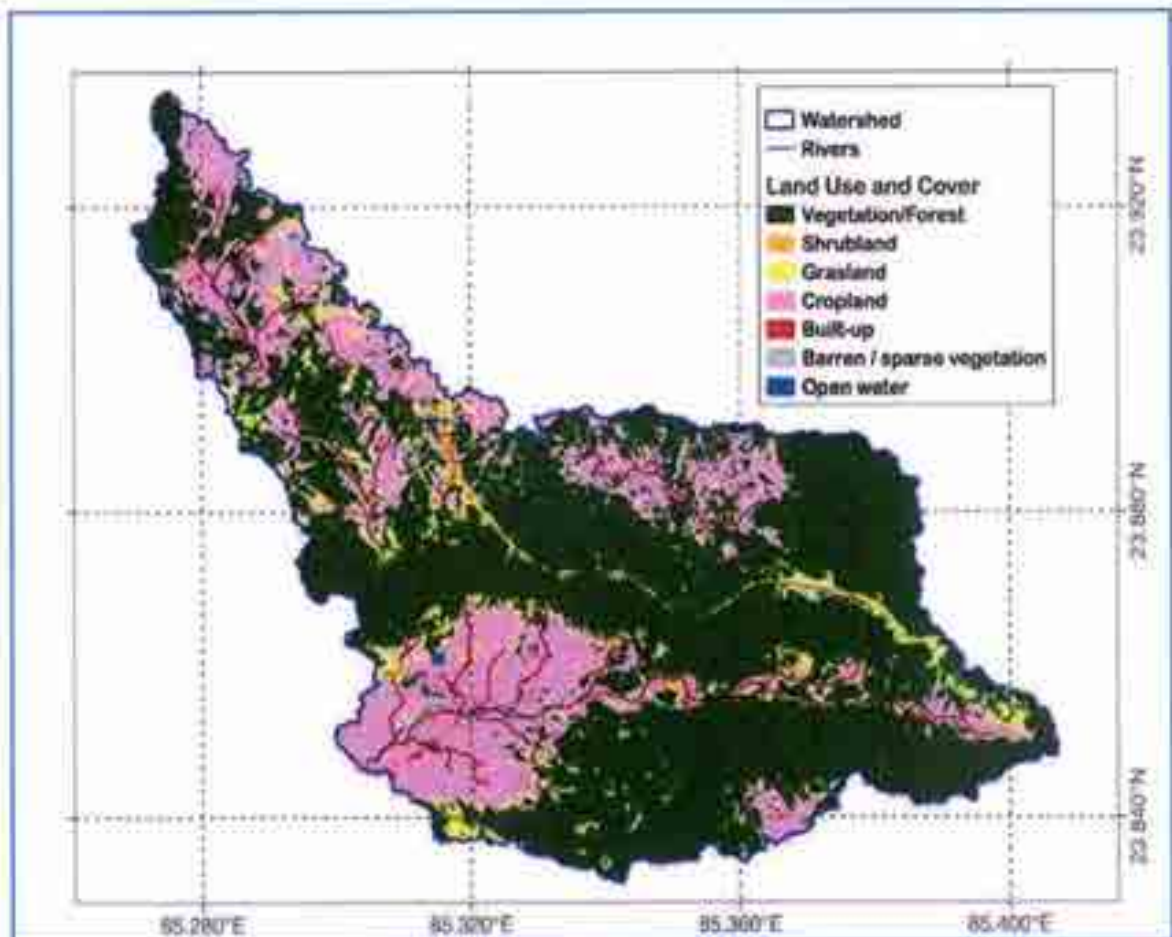 Watershed
Rivers
Land Use and Cover
Vegetation/Forest
Shrubland
Grasland
Cropland
Built-up
Barren / sparse vegetation
Open water
23.920°N
23.880°N
23.840°N
85.280°E
85.320°E
85.360°E
85.400°E